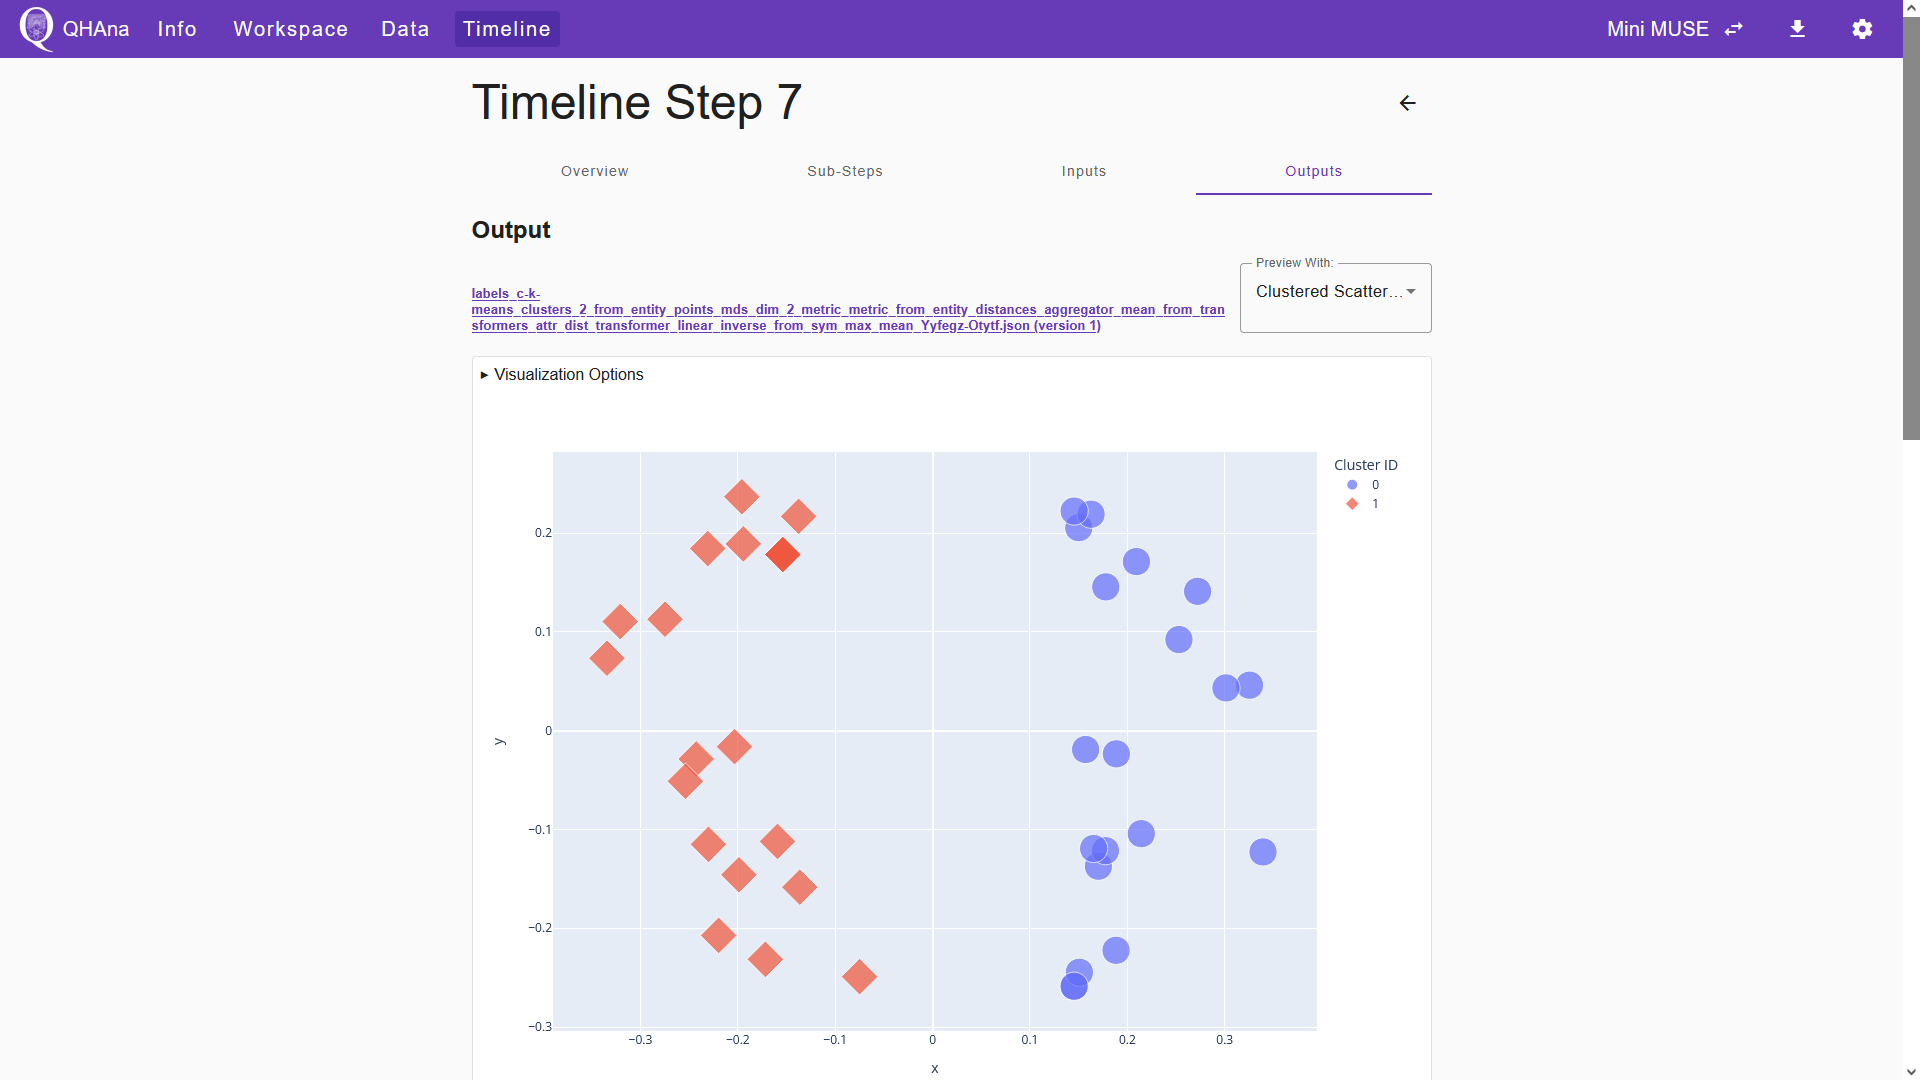 QHAna Info Workspace Data Timeline Mini MUSE
Timeline Step 7
Overview Sub-Steps Inputs Outputs
Output
Preview With:
Clustered Scatter...
labels_c-k-
means_clusters_2_from_entity_points_mds_dim_2_metric_metric_from_entity_distances_aggregator_mean_from_tran
sformers_attr_dist_transformer_linear_inverse_from_sym_max_mean_Yyfegz-Otytf.json (version 1)
▸ Visualization Options
Cluster ID
0
1
0.2
0.1
0
−0.1
−0.2
−0.3
y
−0.3 −0.2 −0.1 0 0.1 0.2 0.3
x